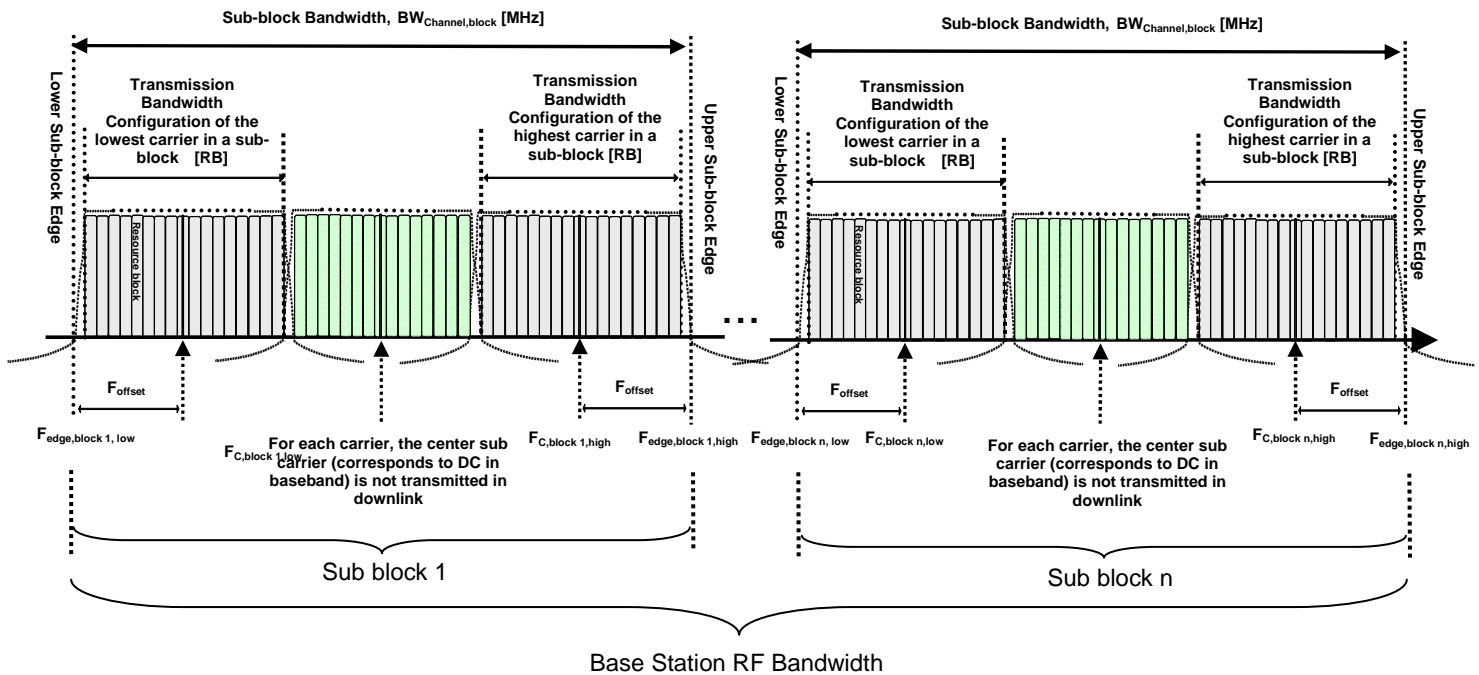 Sub-block Bandwidth, BWChannel,block [MHz]
Lower Sub-block Edge
Transmission
Bandwidth
Configuration of the
lowest carrier in a sub-
block [RB]
Transmission
Bandwidth
Configuration of the
highest carrier in a
sub-block [RB]
Upper Sub-block Edge
Resource block
Foffset
Foffset
Fedge,block 1, low
FC,block 1,low
For each carrier, the center sub
carrier (corresponds to DC in
baseband) is not transmitted in
downlink
FC,block 1,high
Fedge,block 1,high
Sub block 1
...
Sub-block Bandwidth, BWChannel,block [MHz]
Lower Sub-block Edge
Transmission
Bandwidth
Configuration of the
lowest carrier in
a sub-block [RB]
Transmission
Bandwidth
Configuration of the
highest carrier in a
sub-block [RB]
Upper Sub-block Edge
Resource block
Foffset
Foffset
Fedge,block n, low
FC,block n,low
For each carrier, the center sub
carrier (corresponds to DC in
baseband) is not transmitted in
downlink
FC,block n,high
Fedge,block n,high
Sub block n
Base Station RF Bandwidth